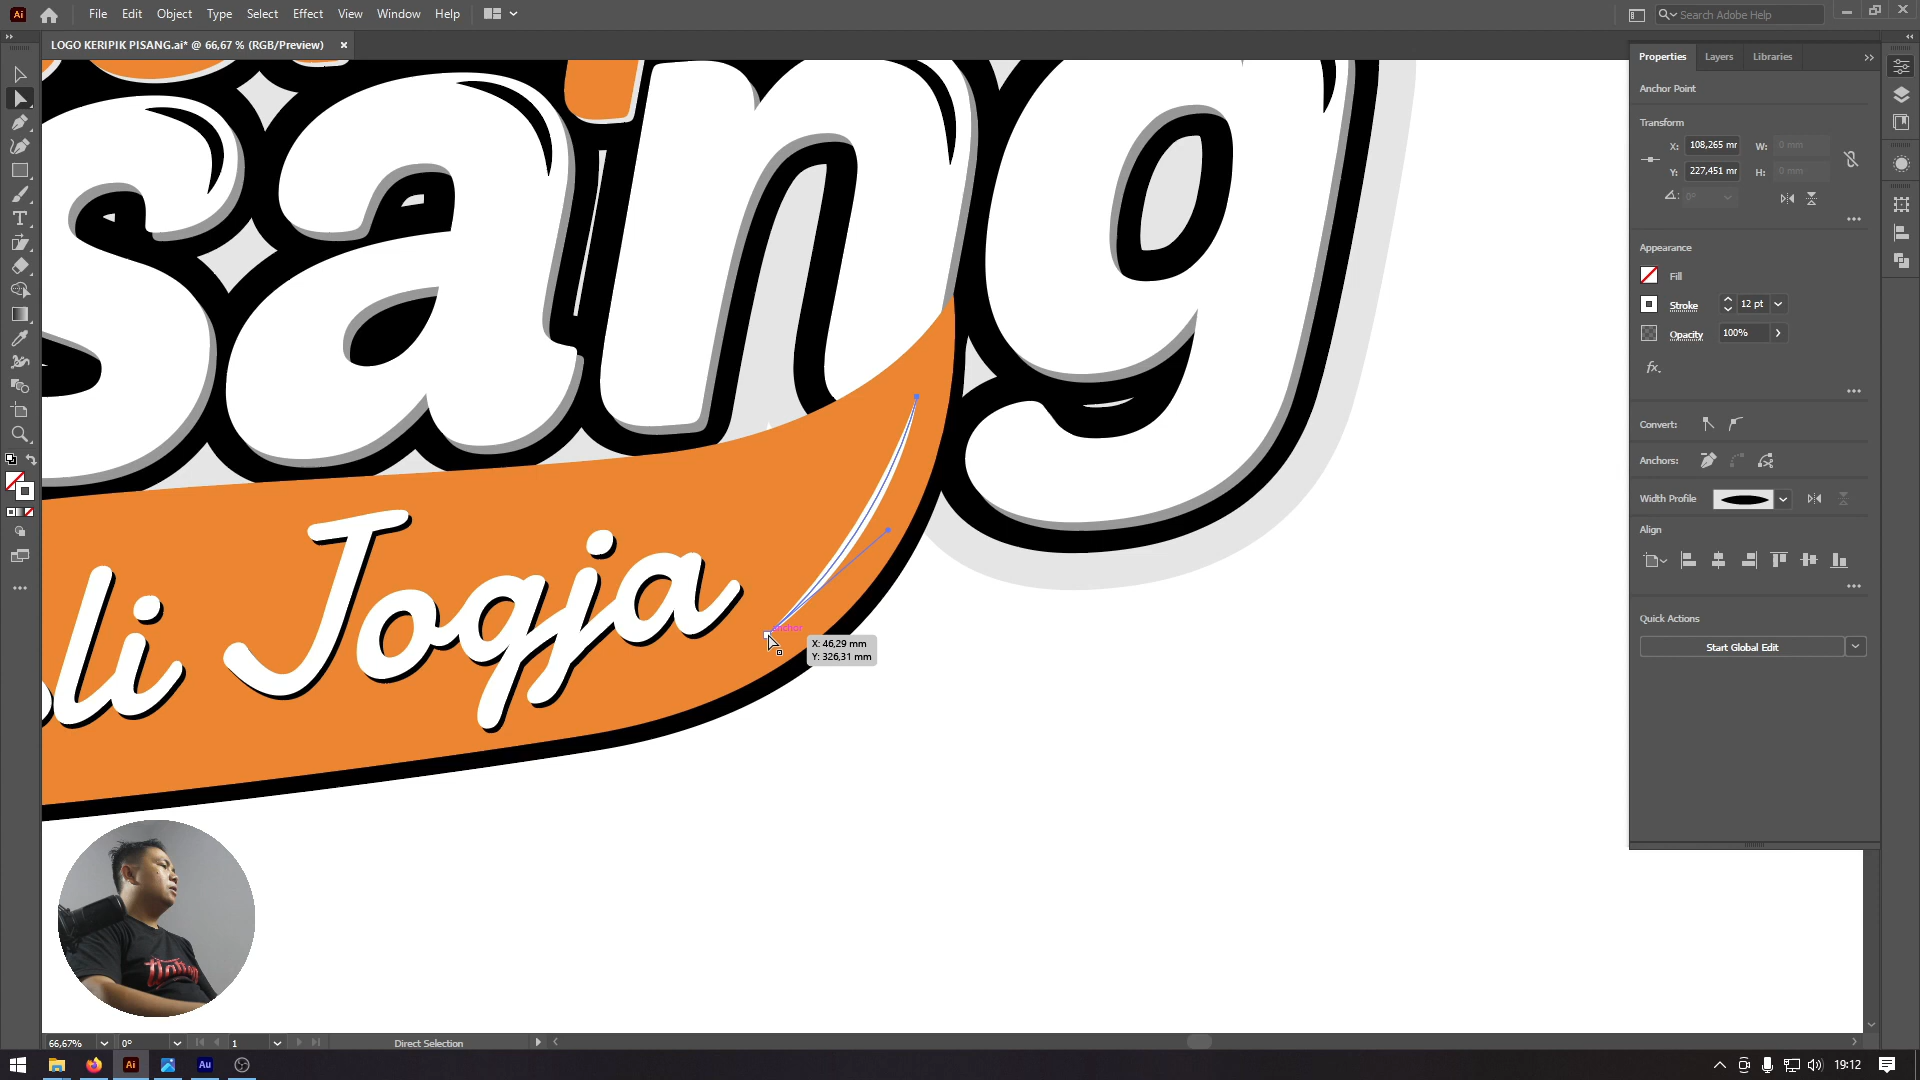 Ai
File Edit Object Type Select Effect View Window Help
Search Adobe Help
LOGO KERIPIK PISANG.ai* @ 66,67 % (RGB/Preview)
Properties Layers Libraries
Anchor Point
Transform
X: 108,265 mm W: 0 mm
Y: 227,451 mm H: 0 mm
0°
Appearance
Fill
Stroke 12 pt
Opacity 100%
fx.
Convert:
Anchors:
Width Profile
Align
Quick Actions
Start Global Edit
sang
li Jogja
anchor
X: 46,29 mm
Y: 326,31 mm
66,67% 0° 1 Direct Selection
Ai Au 19:12